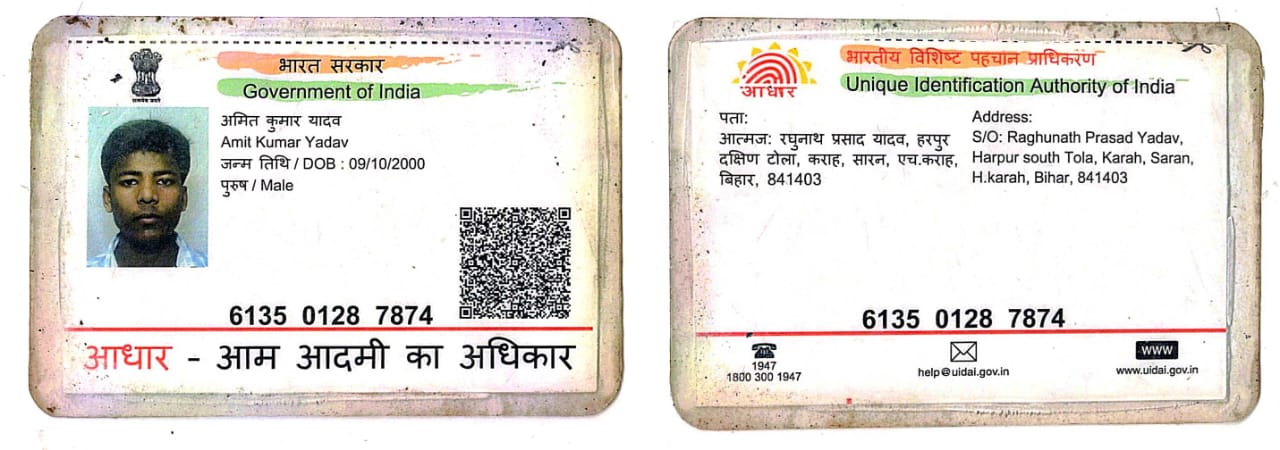 भारत सरकार
Government of India
अमित कुमार यादव
Amit Kumar Yadav
जन्म तिथि / DOB : 09/10/2000
पुरुष / Male
6135 0128 7874
आधार - आम आदमी का अधिकार
आधार
भारतीय विशिष्ट पहचान प्राधिकरण
Unique Identification Authority of India
पता:
आत्मज: रघुनाथ प्रसाद यादव, हरपुर
दक्षिण टोला, कराह, सारन, एच.कराह,
बिहार, 841403
Address:
S/O: Raghunath Prasad Yadav,
Harpur south Tola, Karah, Saran,
H.karah, Bihar, 841403
6135 0128 7874
1947
1800 300 1947
help@uidai.gov.in
www
www.uidai.gov.in